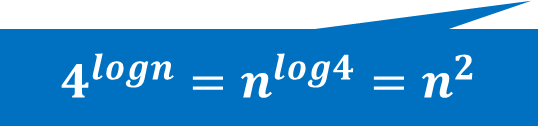 4^{logn} = n^{log4} = n^2